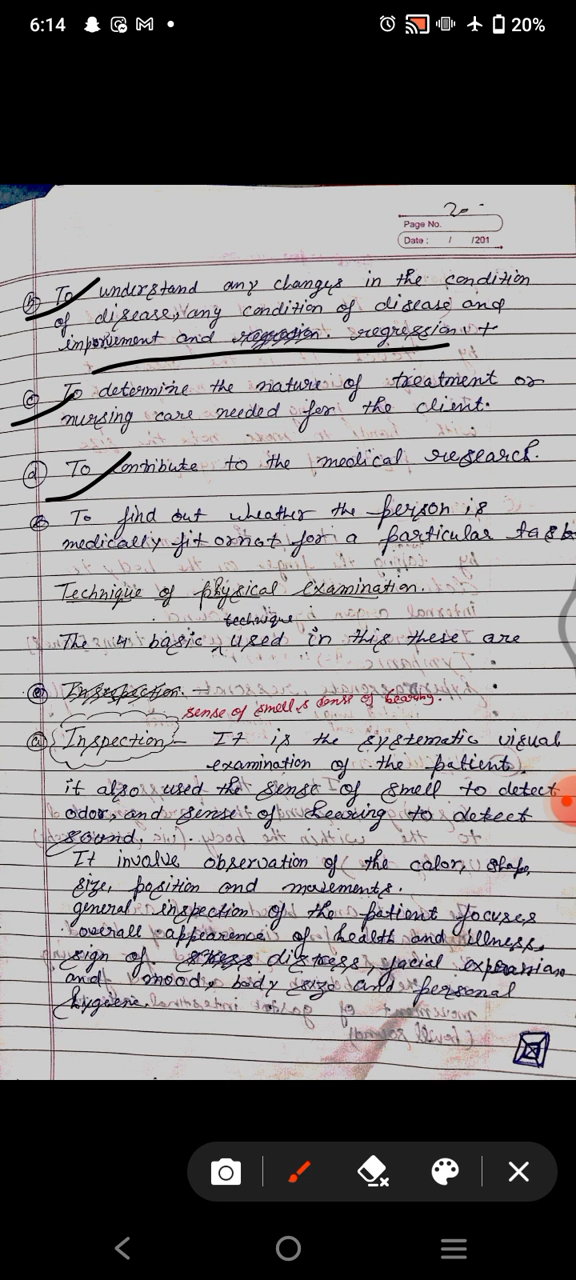 6:14
20%
20
Page No.
Date : / /201
(b) To understand any changes in the condition
of disease, any condition of disease and
imporvement and regression. regression
(c) To determine the nature of treatment or
nursing care needed for the client.
(d) To contribute to the medical research.
(e) To find out wheather the person is
medically fit or not for a particular task
Technique of physical examination.
technique
The 4 basic used in this these are
(a) Inspection.
sense of smell, sense of hearing.
(a) Inspection - It is the systematic visual
examination of the patient.
it also used the sense of smell to detect
odor, and sense of hearing to detect
sound.
It involve observation of the color, shape,
size, position and movements.
general inspection of the patient focuses
overall appearence of health and illness,
sign of distress, facial expression
and mood, body size and personal
hygiene.